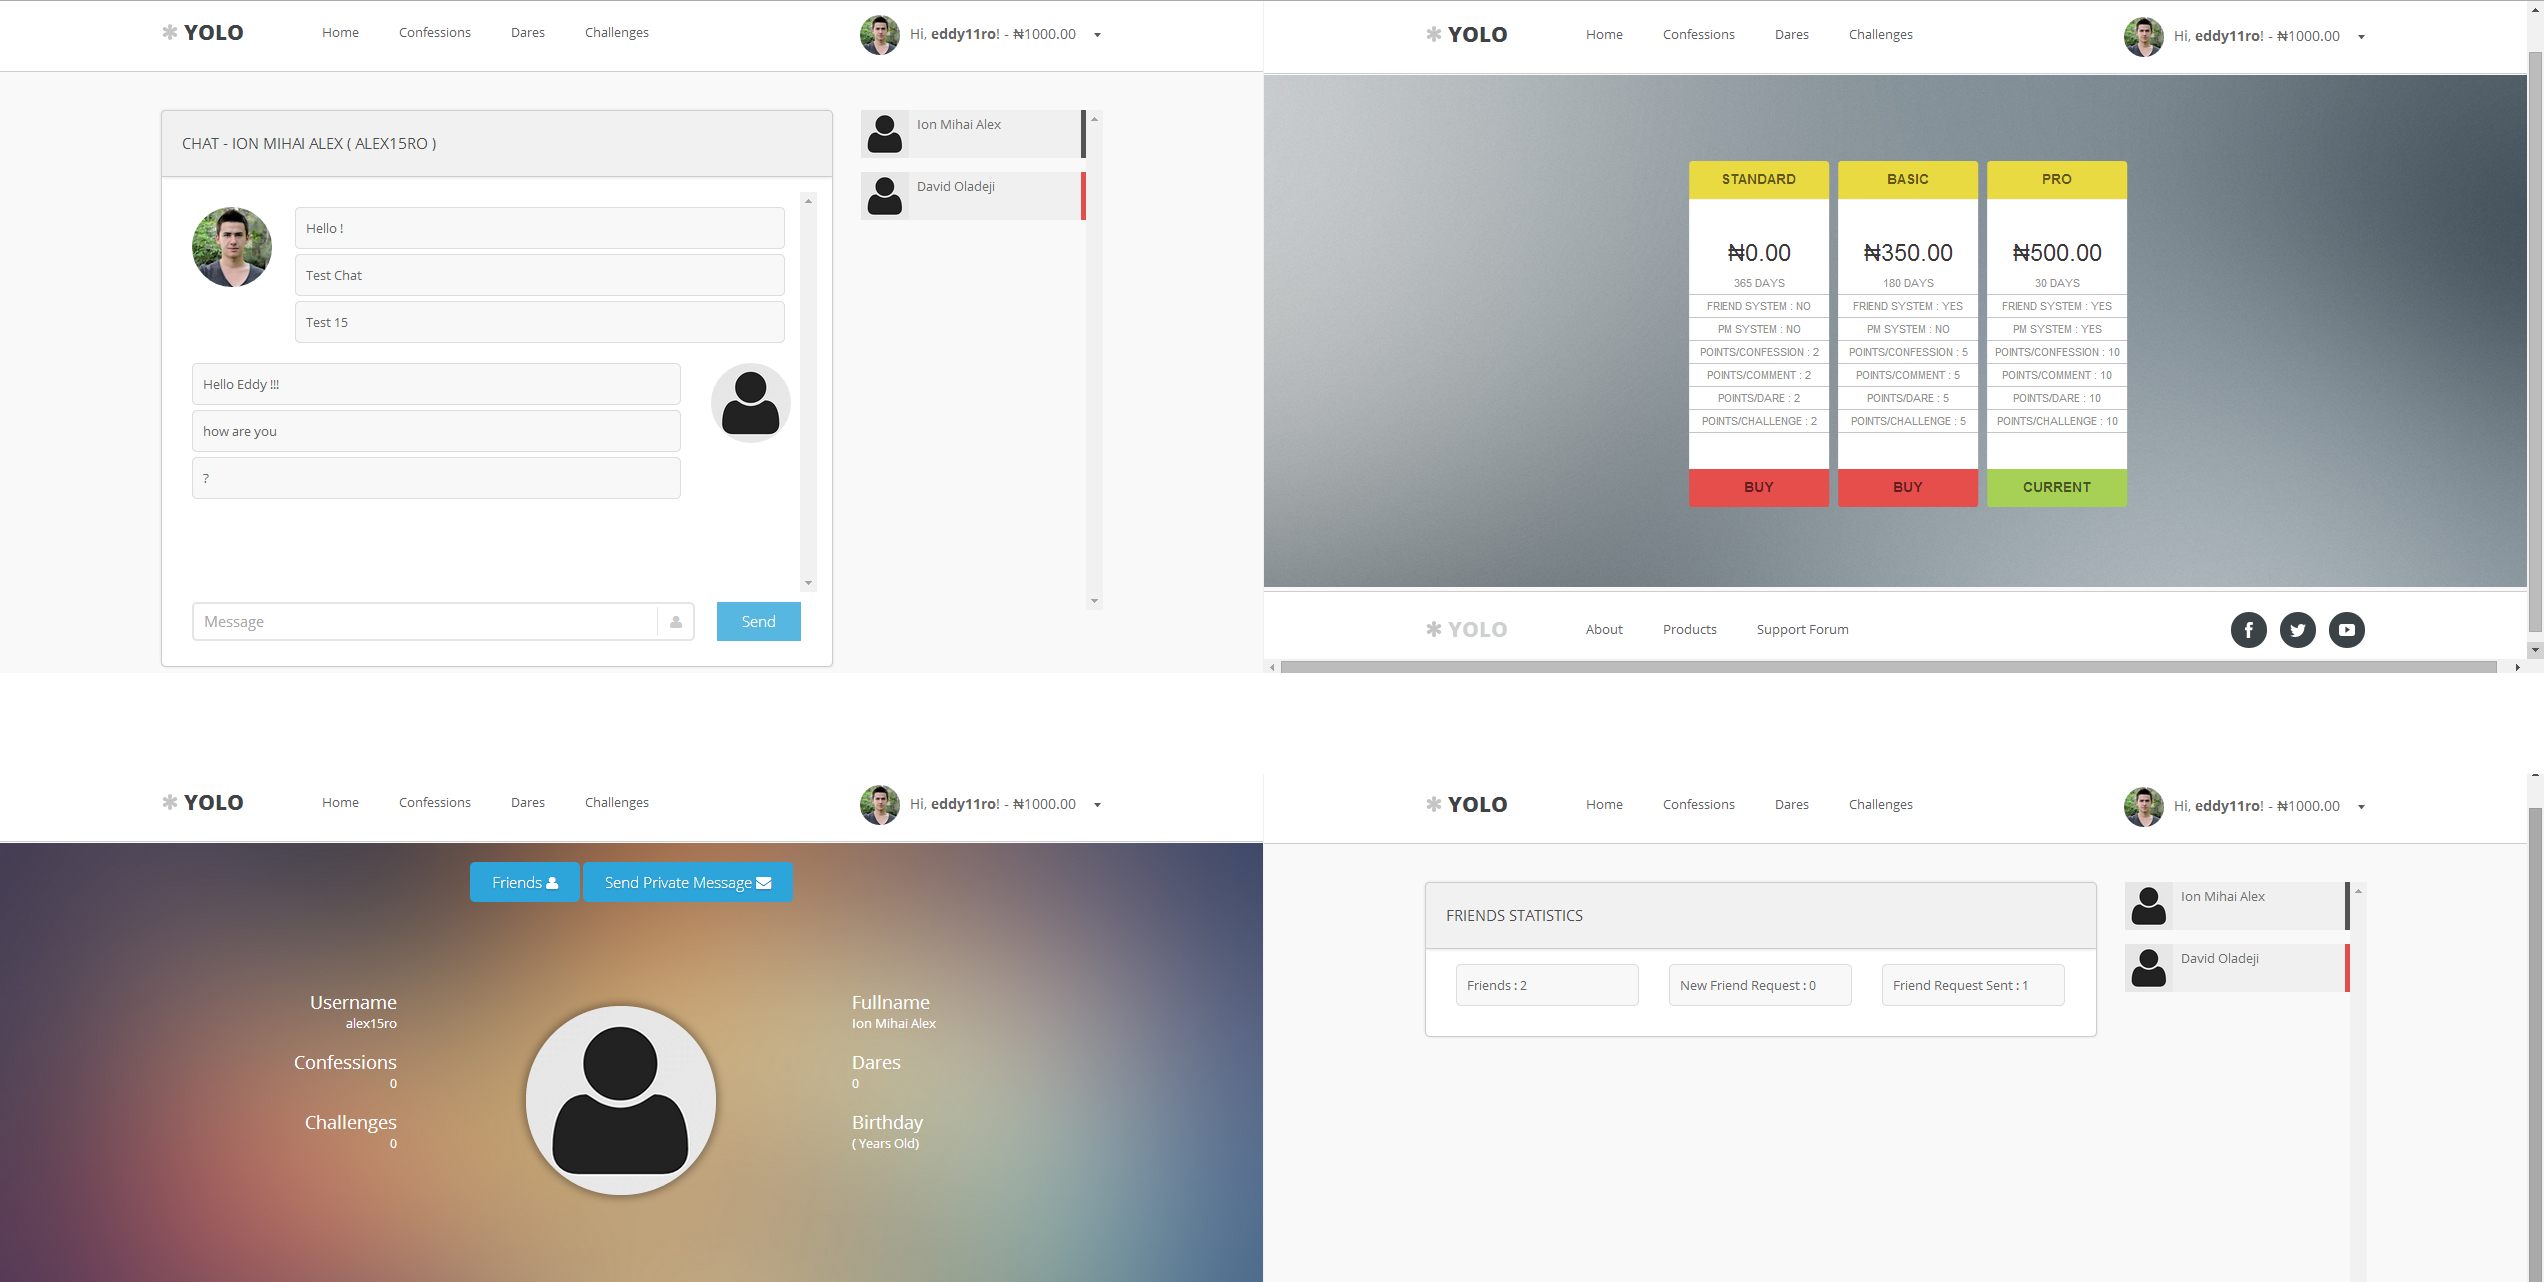 YOLO
Home Confessions Dares Challenges
Hi, eddy11ro! - ₦1000.00
CHAT - ION MIHAI ALEX ( ALEX15RO )
Hello !
Test Chat
Test 15
Hello Eddy !!!
how are you
?
Message
Send
Ion Mihai Alex
David Oladeji
YOLO
Home Confessions Dares Challenges
Hi, eddy11ro! - ₦1000.00
STANDARD
₦0.00
365 DAYS
FRIEND SYSTEM : NO
PM SYSTEM : NO
POINTS/CONFESSION : 2
POINTS/COMMENT : 2
POINTS/DARE : 2
POINTS/CHALLENGE : 2
BUY
BASIC
₦350.00
180 DAYS
FRIEND SYSTEM : YES
PM SYSTEM : NO
POINTS/CONFESSION : 5
POINTS/COMMENT : 5
POINTS/DARE : 5
POINTS/CHALLENGE : 5
BUY
PRO
₦500.00
30 DAYS
FRIEND SYSTEM : YES
PM SYSTEM : YES
POINTS/CONFESSION : 10
POINTS/COMMENT : 10
POINTS/DARE : 10
POINTS/CHALLENGE : 10
CURRENT
YOLO
About Products Support Forum
YOLO
Home Confessions Dares Challenges
Hi, eddy11ro! - ₦1000.00
Friends
Send Private Message
Username
alex15ro
Confessions
0
Challenges
0
Fullname
Ion Mihai Alex
Dares
0
Birthday
( Years Old)
YOLO
Home Confessions Dares Challenges
Hi, eddy11ro! - ₦1000.00
FRIENDS STATISTICS
Friends : 2
New Friend Request : 0
Friend Request Sent : 1
Ion Mihai Alex
David Oladeji